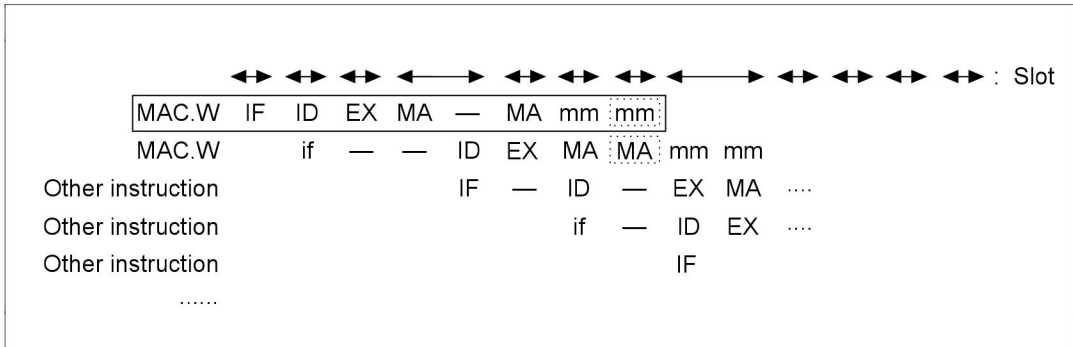 : Slot
MAC.W IF ID EX MA — MA mm mm
MAC.W if — — ID EX MA MA mm mm
Other instruction IF — ID — EX MA ....
Other instruction if — ID EX ....
Other instruction IF
......